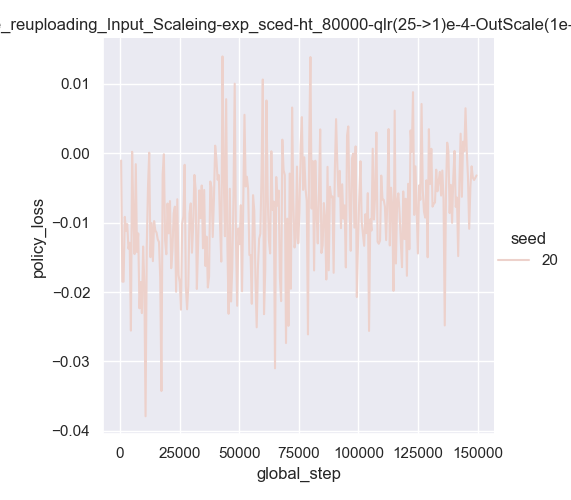 _reuploading_Input_Scaleing-exp_sced-ht_80000-qlr(25->1)e-4-OutScale(1e-
0.01
0.00
−0.01
−0.02
−0.03
−0.04
policy_loss
0 25000 50000 75000 100000 125000 150000
global_step
seed
20